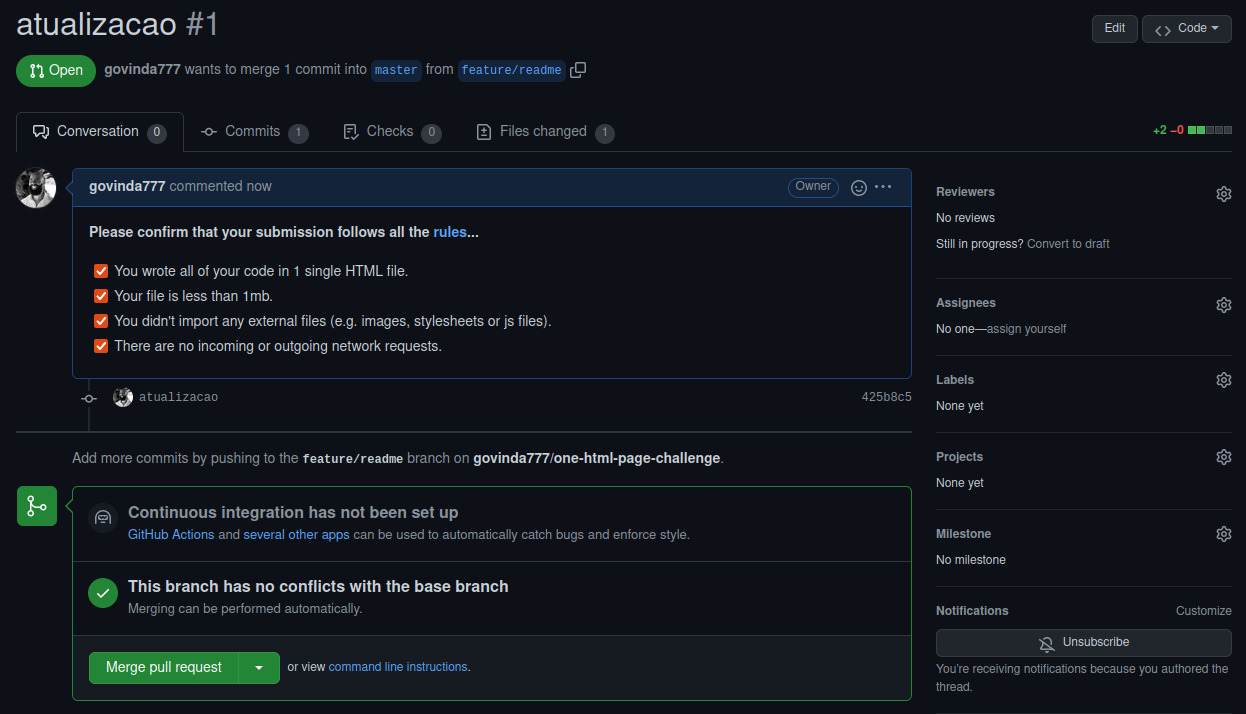 atualizacao #1
Edit
Code
Open
govinda777 wants to merge 1 commit into master from feature/readme
Conversation 0
Commits 1
Checks 0
Files changed 1
+2 −0
govinda777 commented now
Owner
Please confirm that your submission follows all the rules...
You wrote all of your code in 1 single HTML file.
Your file is less than 1mb.
You didn't import any external files (e.g. images, stylesheets or js files).
There are no incoming or outgoing network requests.
atualizacao
425b8c5
Add more commits by pushing to the feature/readme branch on govinda777/one-html-page-challenge.
Continuous integration has not been set up
GitHub Actions and several other apps can be used to automatically catch bugs and enforce style.
This branch has no conflicts with the base branch
Merging can be performed automatically.
Merge pull request
or view command line instructions.
Reviewers
No reviews
Still in progress? Convert to draft
Assignees
No one—assign yourself
Labels
None yet
Projects
None yet
Milestone
No milestone
Notifications
Customize
Unsubscribe
You're receiving notifications because you authored the
thread.